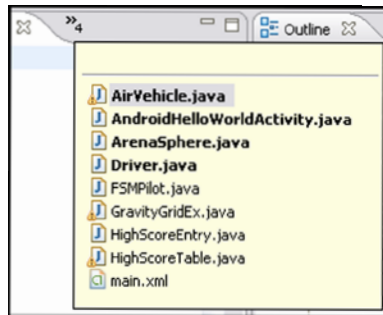 »4
Outline
AirVehicle.java
AndroidHelloWorldActivity.java
ArenaSphere.java
Driver.java
FSMPilot.java
GravityGridEx.java
HighScoreEntry.java
HighScoreTable.java
main.xml